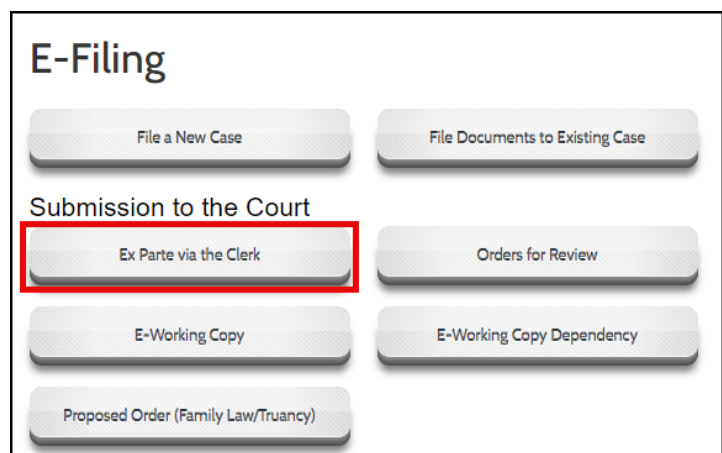 E-Filing
File a New Case
File Documents to Existing Case
Submission to the Court
Ex Parte via the Clerk
Orders for Review
E-Working Copy
E-Working Copy Dependency
Proposed Order (Family Law/Truancy)